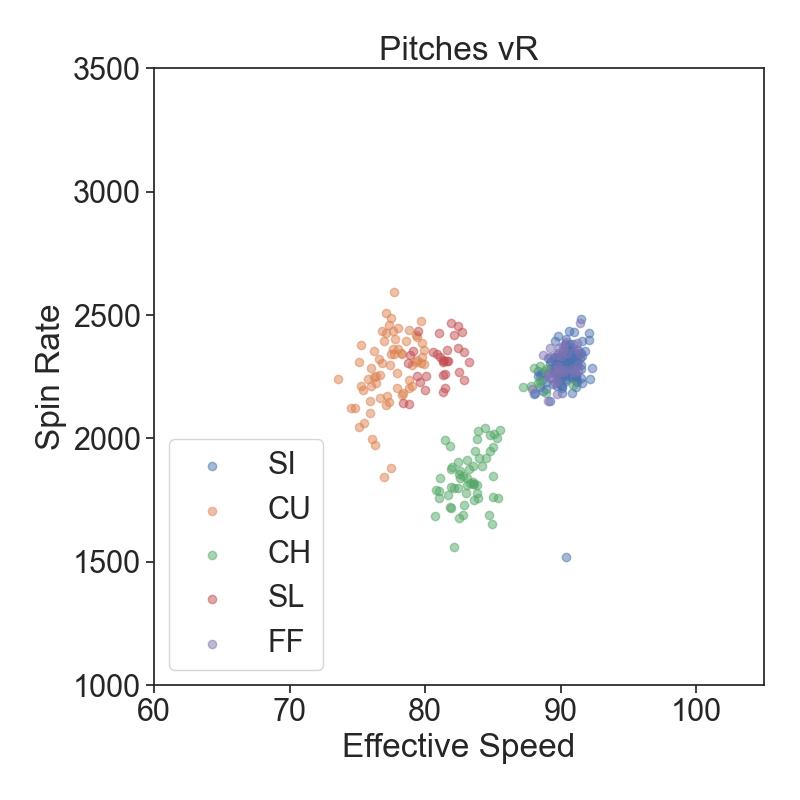 Pitches vR
3500
3000
2500
2000
1500
1000
Spin Rate
SI
CU
CH
SL
FF
60 70 80 90 100
Effective Speed